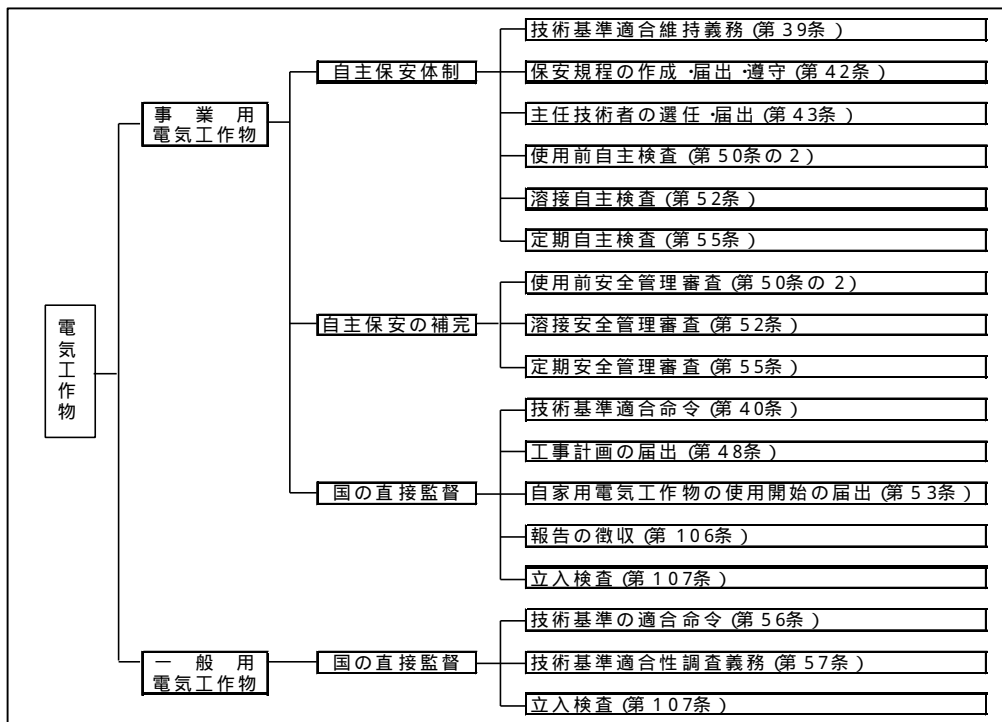 電気工作物
事業用
電気工作物
自主保安体制
技術基準適合維持義務(第39条)
保安規程の作成・届出・遵守(第42条)
主任技術者の選任・届出(第43条)
使用前自主検査(第50条の2)
溶接自主検査(第52条)
定期自主検査(第55条)
自主保安の補完
使用前安全管理審査(第50条の2)
溶接安全管理審査(第52条)
定期安全管理審査(第55条)
国の直接監督
技術基準適合命令(第40条)
工事計画の届出(第48条)
自家用電気工作物の使用開始の届出(第53条)
報告の徴収(第106条)
立入検査(第107条)
一般用
電気工作物
国の直接監督
技術基準の適合命令(第56条)
技術基準適合性調査義務(第57条)
立入検査(第107条)